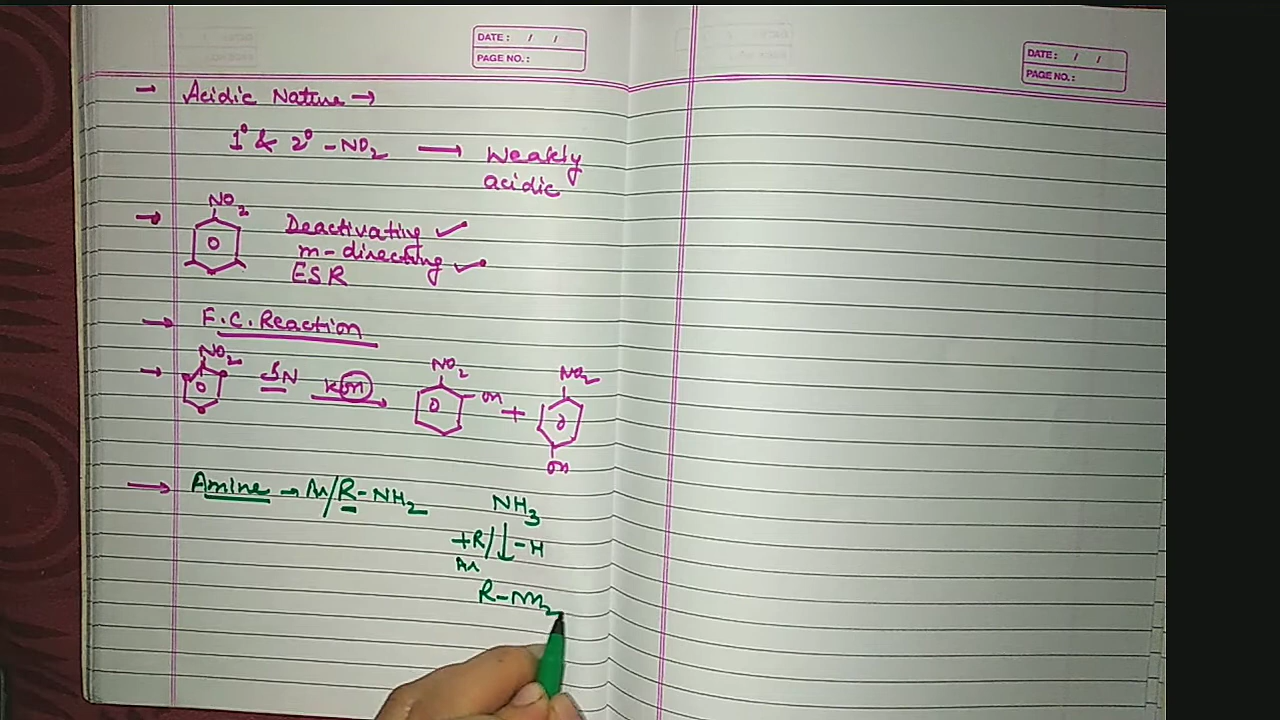 DATE: / /
PAGE NO.:
DATE: / /
PAGE NO.:
→ Acidic Nature →
1° & 2° -NO2 → Weakly
acidic
→ NO2
Deactivating ✓
m-directing ✓
ESR
→ F.C. Reaction
→ NO2 SN KOH → NO2 OH + NO2 OH
→ Amine → Ar/R-NH2
NH3
+R/Ar ↓ -H
R-NH2